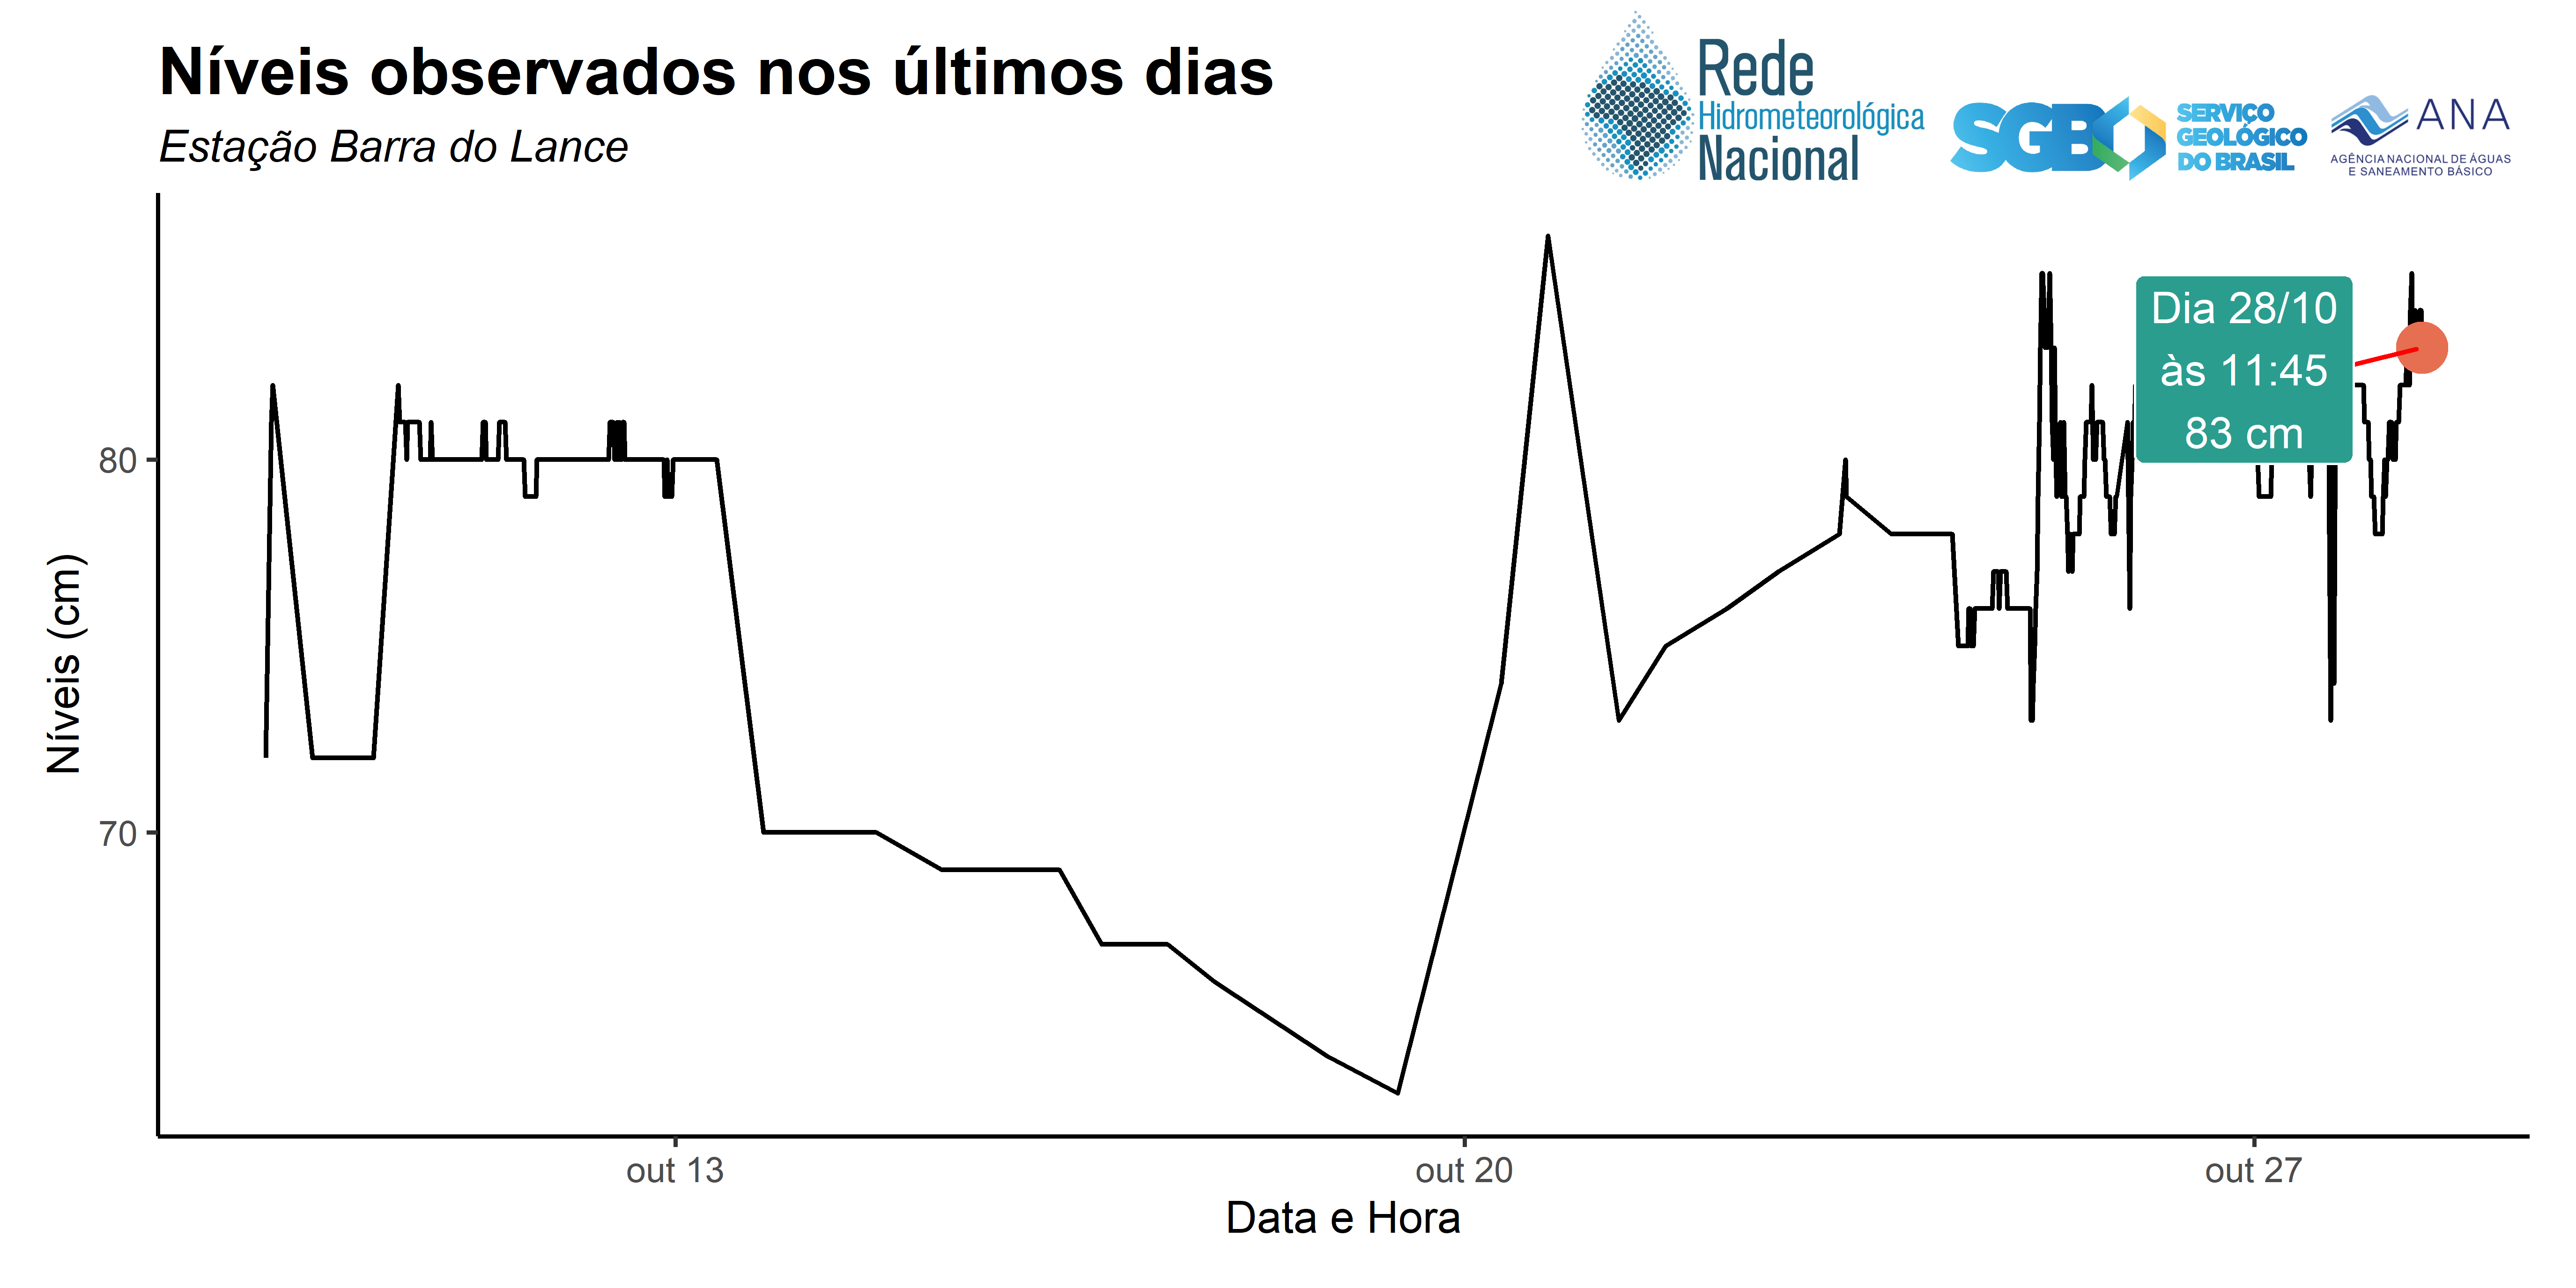 Níveis observados nos últimos dias
Estação Barra do Lance
Rede
Hidrometeorológica
Nacional
SGB
SERVIÇO
GEOLÓGICO
DO BRASIL
ANA
AGÊNCIA NACIONAL DE ÁGUAS
E SANEAMENTO BÁSICO
Dia 28/10
às 11:45
83 cm
80
70
Níveis (cm)
out 13
out 20
out 27
Data e Hora